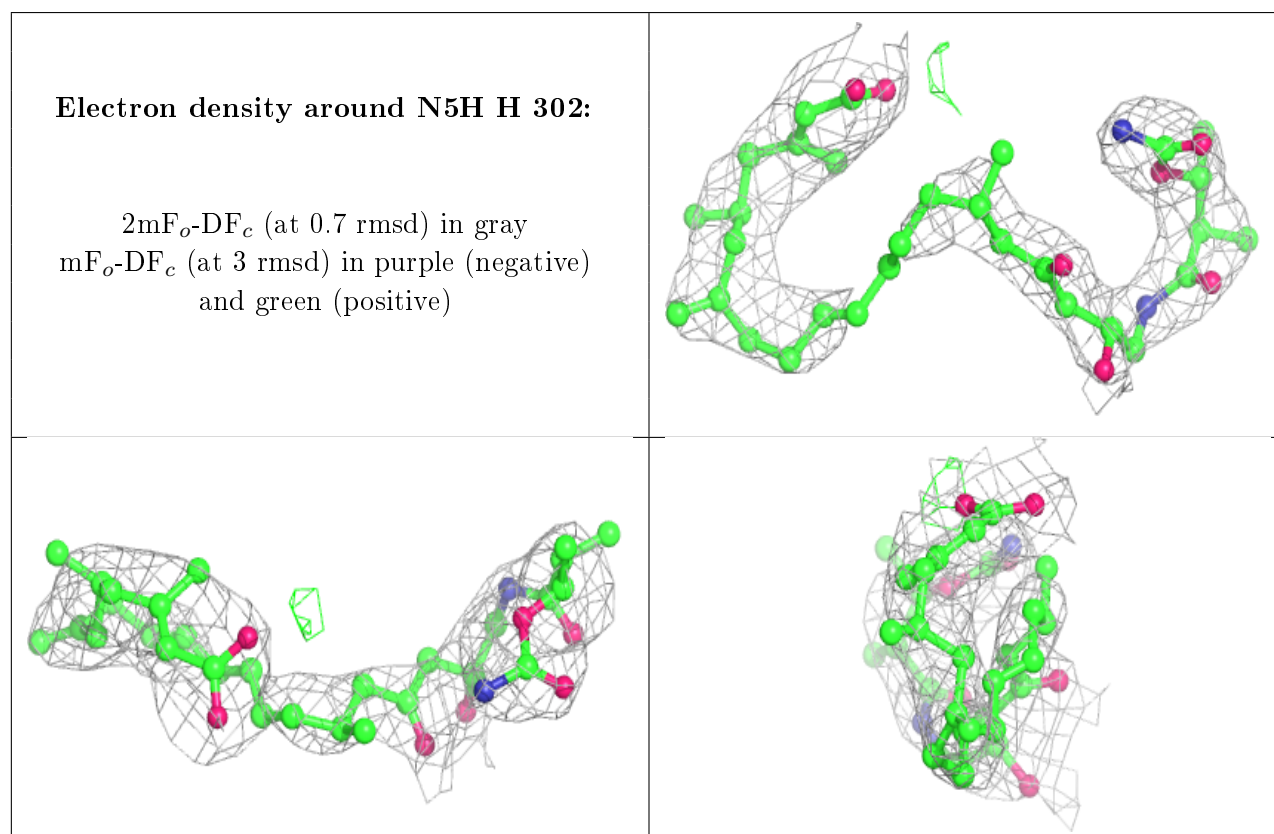 Electron density around N5H H 302:
2mFo-DFc (at 0.7 rmsd) in gray
mFo-DFc (at 3 rmsd) in purple (negative)
and green (positive)